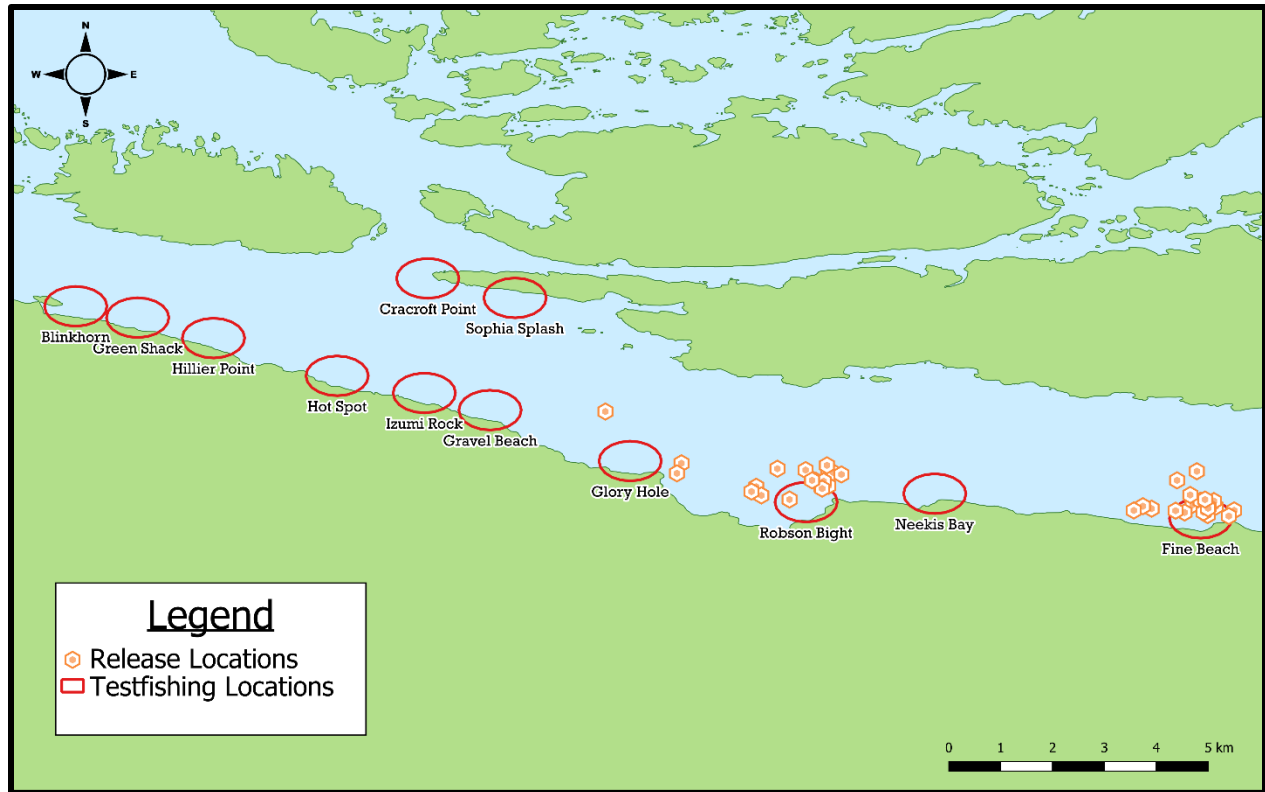 N
W E
S
Cracroft Point
Sophia Splash
Blinkhorn
Green Shack
Hillier Point
Hot Spot
Izumi Rock
Gravel Beach
Glory Hole
Robson Bight
Neekis Bay
Fine Beach
Legend
Release Locations
Testfishing Locations
0 1 2 3 4 5 km